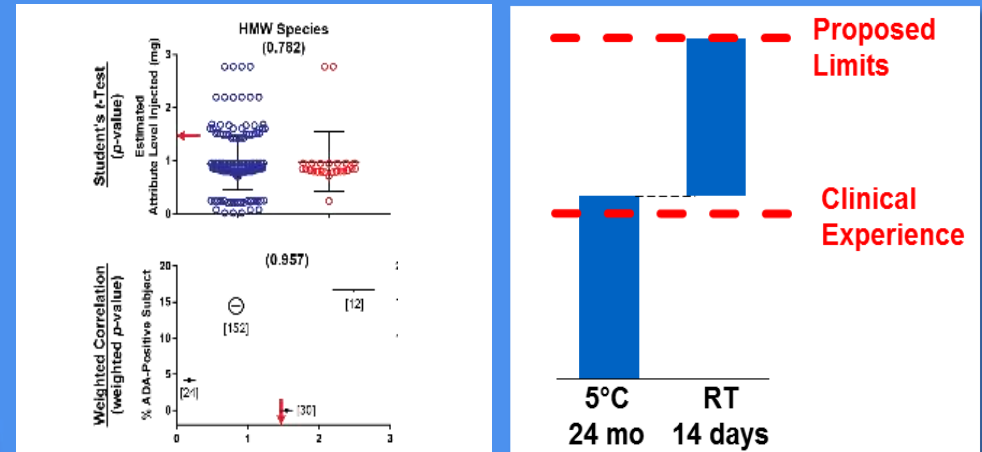 HMW Species
(0.782)
Student's t-Test
(p-value)
Estimated
Attribute Level Injected (mg)
3
2
1
0
(0.957)
Weighted Correlation
(weighted p-value)
% ADA-Positive Subject
20
15
10
5
0
[152]
[12]
[24]
[30]
2
0
1
2
3
Proposed
Limits
Clinical
Experience
5°C
RT
24 mo
14 days